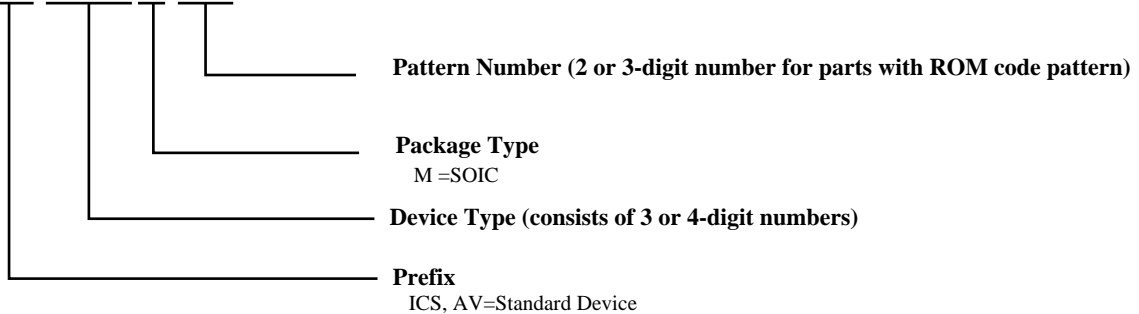 Pattern Number (2 or 3-digit number for parts with ROM code pattern)
Package Type
M =SOIC
Device Type (consists of 3 or 4-digit numbers)
Prefix
ICS, AV=Standard Device